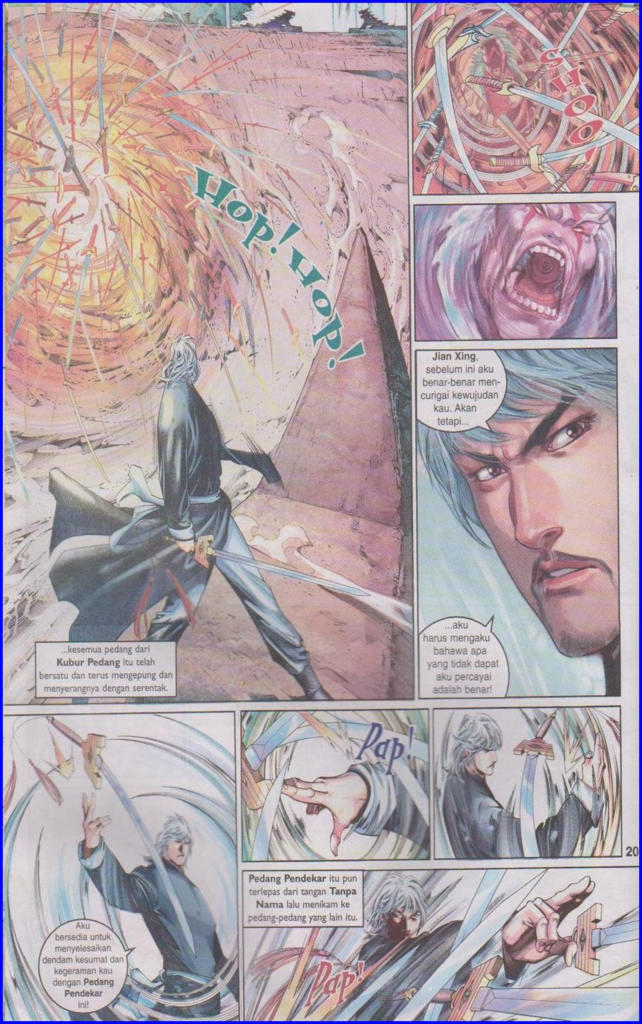 Hop! Hop!
...kesemua pedang dari
Kubur Pedang itu telah
bersatu dan terus mengepung dan
menyerangnya dengan serentak.
SHOOO
Jian Xing,
sebelum ini aku
benar-benar men-
curigai kewujudan
kau. Akan
tetapi...
...aku
harus mengaku
bahawa apa
yang tidak dapat
aku percayai
adalah benar!
Aku
bersedia untuk
menyelesaikan
dendam kesumat dan
kegeraman kau
dengan Pedang
Pendekar
ini!
Pap!
20
Pedang Pendekar itu pun
terlepas dari tangan Tanpa
Nama lalu menikam ke
pedang-pedang yang lain itu.
Pap!